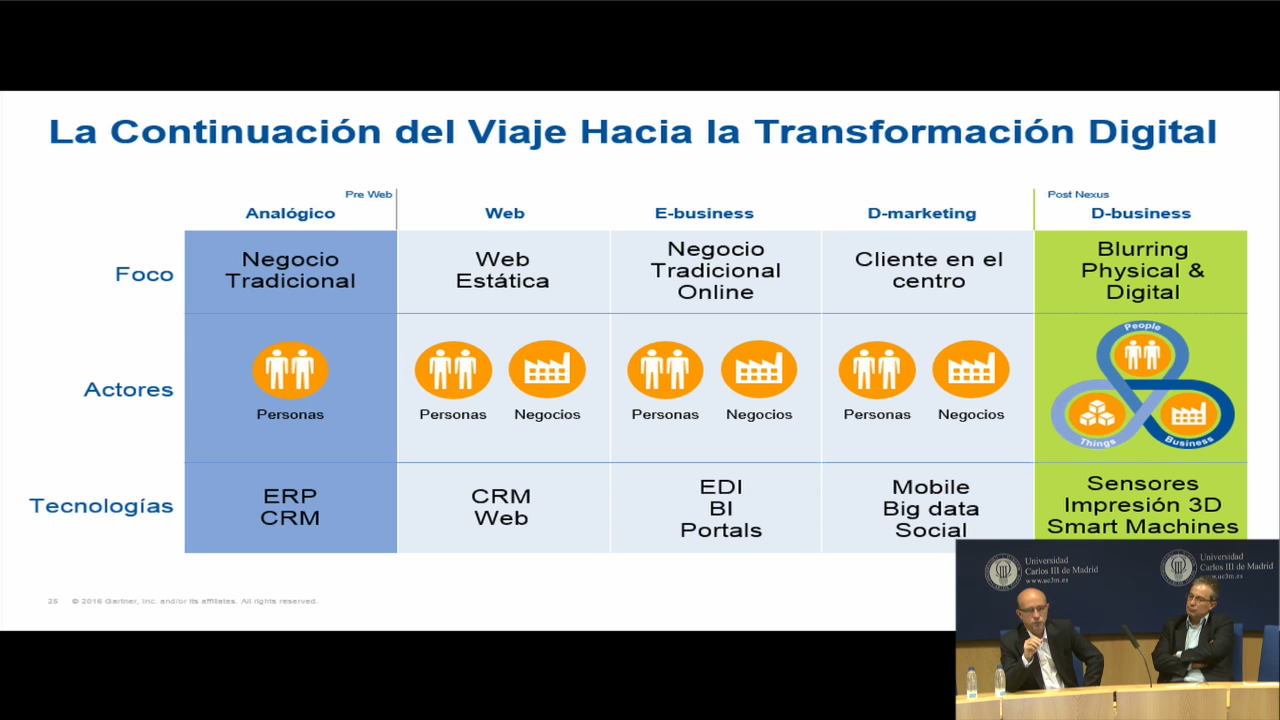 La Continuación del Viaje Hacia la Transformación Digital
Pre Web
Post Nexus
Analógico
Web
E-business
D-marketing
D-business
Foco
Negocio
Tradicional
Web
Estática
Negocio
Tradicional
Online
Cliente en el
centro
Blurring
Physical &
Digital
Actores
Personas
Personas
Negocios
Personas
Negocios
Personas
Negocios
People
Things
Business
Tecnologías
ERP
CRM
CRM
Web
EDI
BI
Portals
Mobile
Big data
Social
Sensores
Impresión 3D
Smart Machines
25 © 2016 Gartner, Inc. and/or its affiliates. All rights reserved.
Universidad
Carlos III de Madrid
www.uc3m.es
Universidad
Carlos III de Madrid
www.uc3m.es